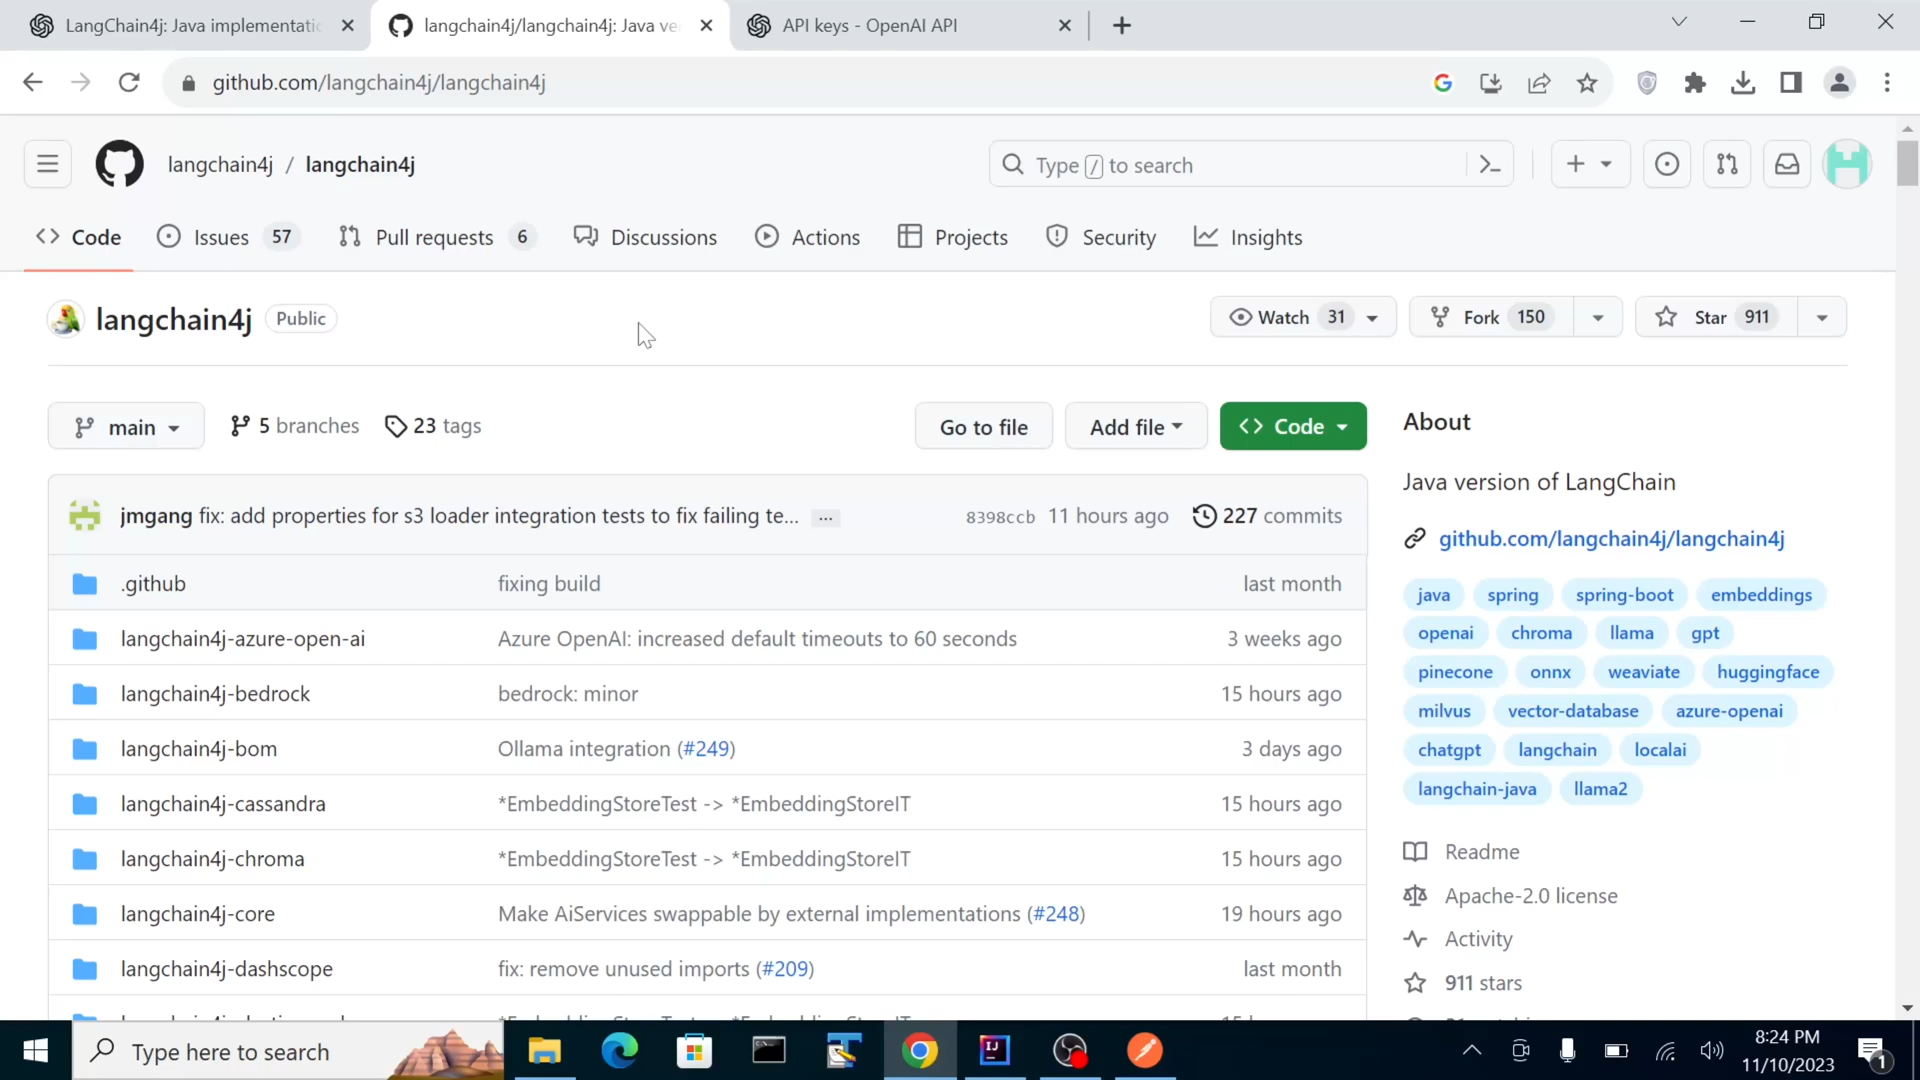 LangChain4j: Java implementatio
langchain4j/langchain4j: Java ve
API keys - OpenAI API
github.com/langchain4j/langchain4j
langchain4j / langchain4j
Type / to search
Code
Issues 57
Pull requests 6
Discussions
Actions
Projects
Security
Insights
langchain4j Public
Watch 31
Fork 150
Star 911
main
5 branches
23 tags
Go to file
Add file
Code
About
Java version of LangChain
github.com/langchain4j/langchain4j
java spring spring-boot embeddings
openai chroma llama gpt
pinecone onnx weaviate huggingface
milvus vector-database azure-openai
chatgpt langchain localai
langchain-java llama2
Readme
Apache-2.0 license
Activity
911 stars
jmgang fix: add properties for s3 loader integration tests to fix failing te... ... 8398ccb 11 hours ago 227 commits
.github fixing build last month
langchain4j-azure-open-ai Azure OpenAI: increased default timeouts to 60 seconds 3 weeks ago
langchain4j-bedrock bedrock: minor 15 hours ago
langchain4j-bom Ollama integration (#249) 3 days ago
langchain4j-cassandra *EmbeddingStoreTest -> *EmbeddingStoreIT 15 hours ago
langchain4j-chroma *EmbeddingStoreTest -> *EmbeddingStoreIT 15 hours ago
langchain4j-core Make AiServices swappable by external implementations (#248) 19 hours ago
langchain4j-dashscope fix: remove unused imports (#209) last month
Type here to search
8:24 PM
11/10/2023
1